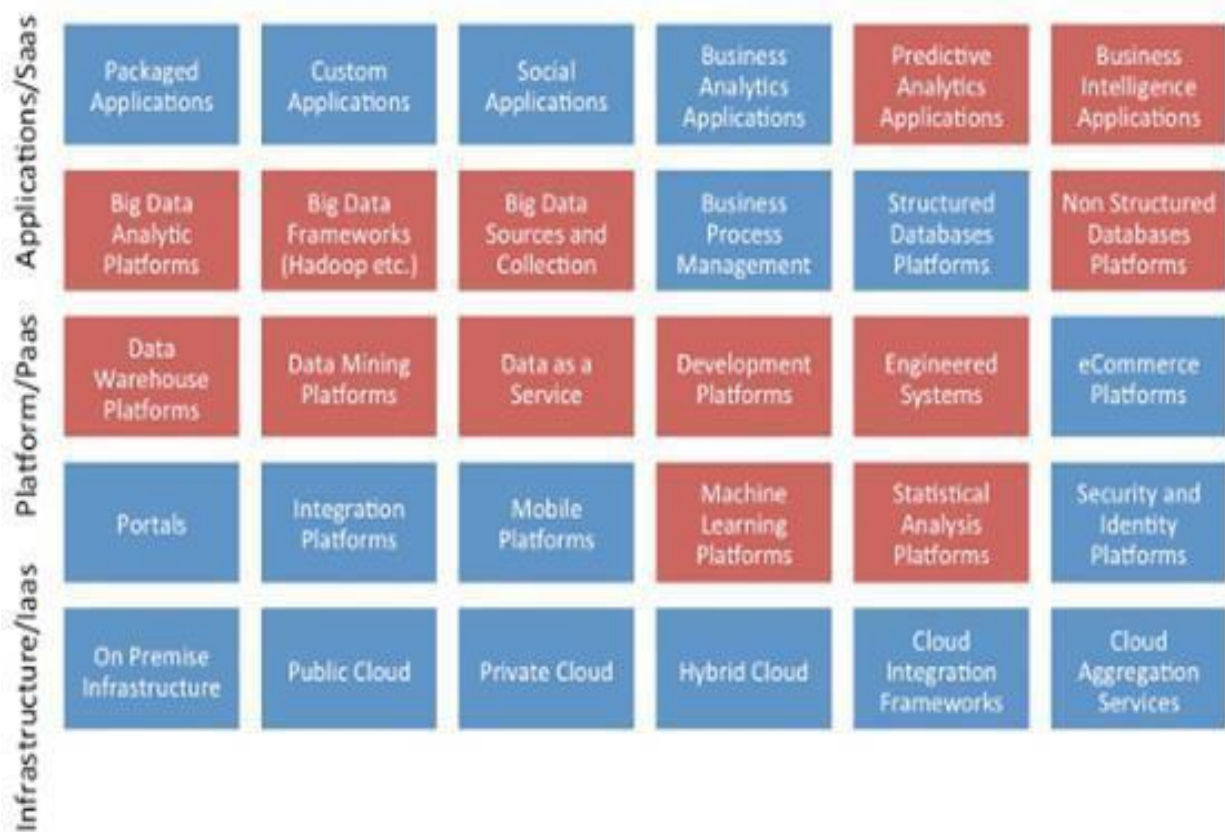 Applications/Saas
Platform/Paas
Infrastructure/Iaas
Packaged
Applications
Custom
Applications
Social
Applications
Business
Analytics
Applications
Predictive
Analytics
Applications
Business
Intelligence
Applications
Big Data
Analytic
Platforms
Big Data
Frameworks
(Hadoop etc.)
Big Data
Sources and
Collection
Business
Process
Management
Structured
Databases
Platforms
Non Structured
Databases
Platforms
Data
Warehouse
Platforms
Data Mining
Platforms
Data as a
Service
Development
Platforms
Engineered
Systems
eCommerce
Platforms
Portals
Integration
Platforms
Mobile
Platforms
Machine
Learning
Platforms
Statistical
Analysis
Platforms
Security and
Identity
Platforms
On Premise
Infrastructure
Public Cloud
Private Cloud
Hybrid Cloud
Cloud
Integration
Frameworks
Cloud
Aggregation
Services